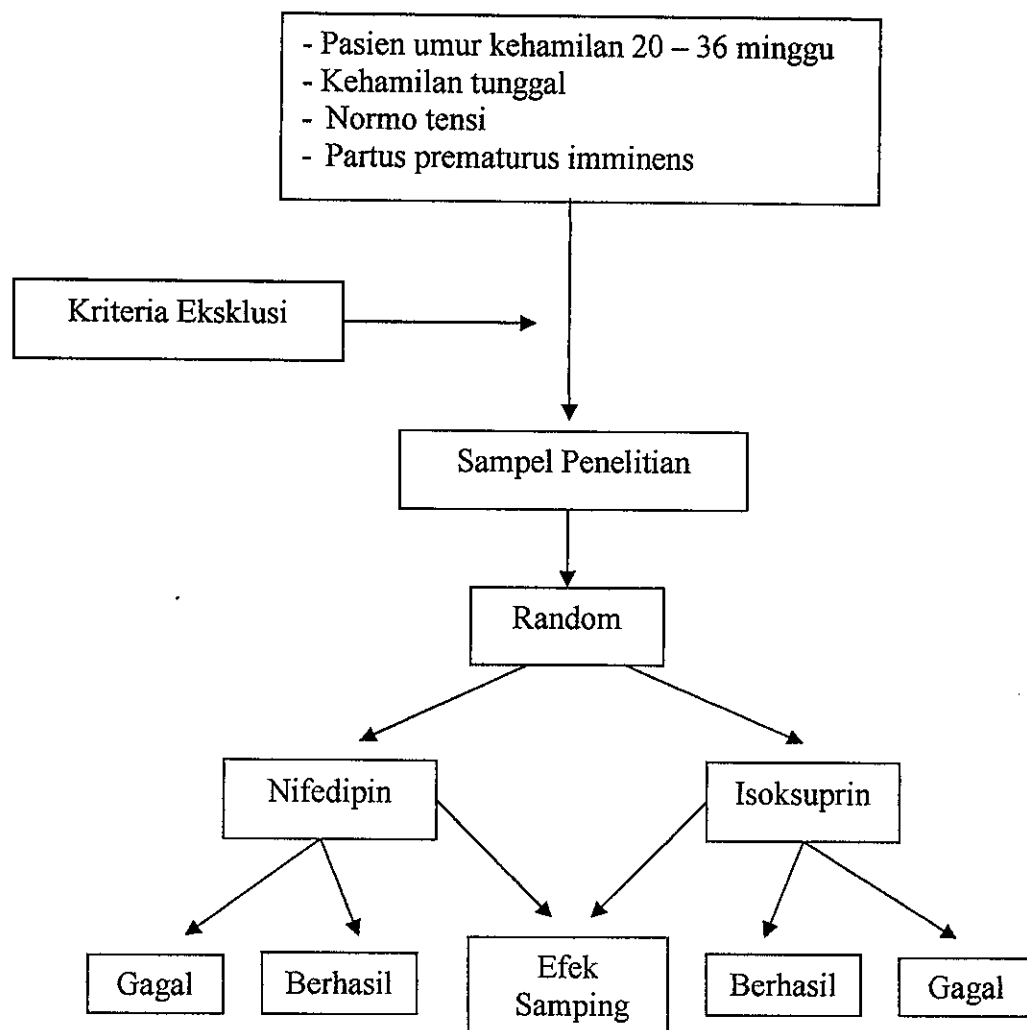 - Pasien umur kehamilan 20 – 36 minggu
- Kehamilan tunggal
- Normo tensi
- Partus prematurus imminens
Kriteria Eksklusi
Sampel Penelitian
Random
Nifedipin
Isoksuprin
Gagal
Berhasil
Efek
Samping
Berhasil
Gagal